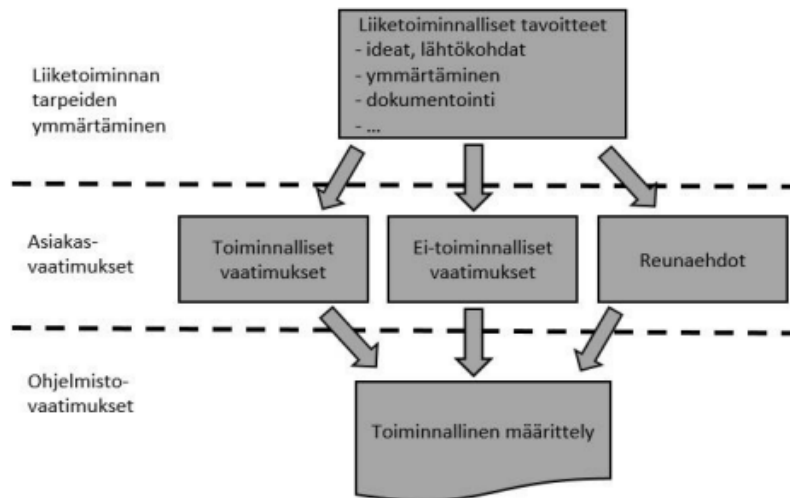 Liiketoiminnan
tarpeiden
ymmärtäminen
Liiketoiminnalliset tavoitteet
- ideat, lähtökohdat
- ymmärtäminen
- dokumentointi
- ...
Asiakas-
vaatimukset
Toiminnalliset
vaatimukset
Ei-toiminnalliset
vaatimukset
Reunaehdot
Ohjelmisto-
vaatimukset
Toiminnallinen määrittely